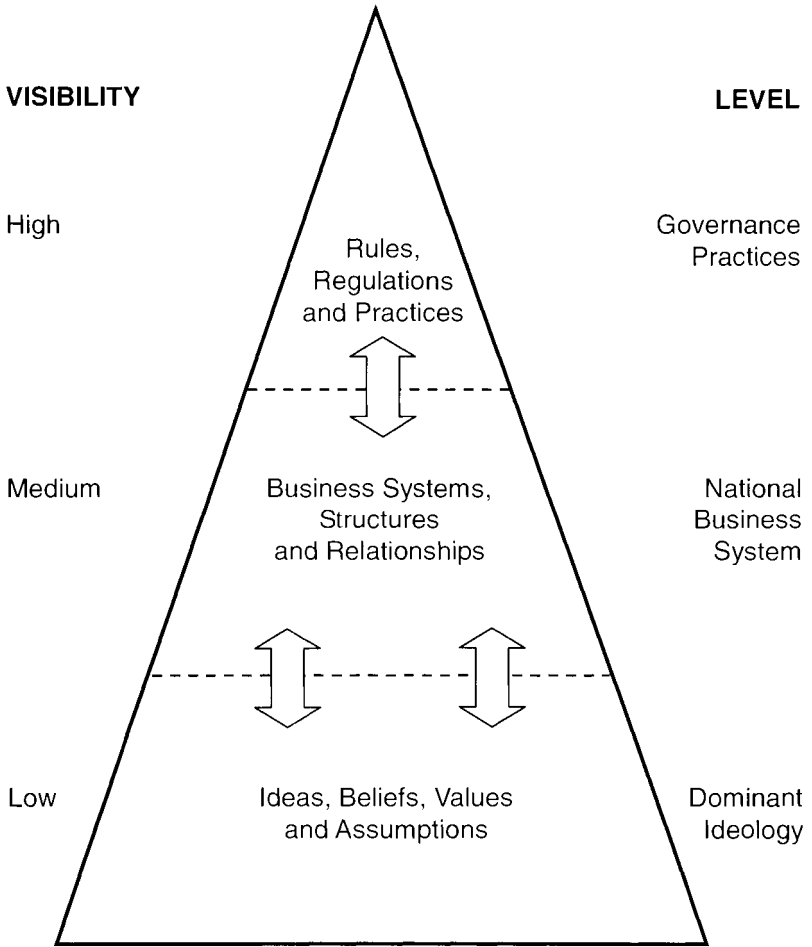 VISIBILITY
LEVEL
High
Rules,
Regulations
and Practices
Governance
Practices
Medium
Business Systems,
Structures
and Relationships
National
Business
System
Low
Ideas, Beliefs, Values
and Assumptions
Dominant
Ideology